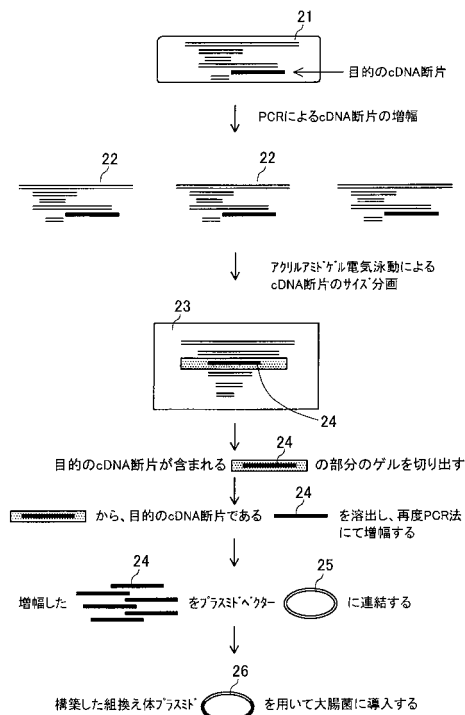 21
目的のcDNA断片
PCRによるcDNA断片の増幅
22 22
ｱｸﾘﾙｱﾐﾄﾞｹﾞﾙ電気泳動による
cDNA断片のｻｲｽﾞ分画
23
24
目的のcDNA断片が含まれる 24 の部分のゲルを切り出す
から、目的のcDNA断片である 24 を溶出し、再度PCR法
にて増幅する
増幅した 24 をﾌﾟﾗｽﾐﾄﾞﾍﾞｸﾀｰ 25 に連結する
構築した組換え体ﾌﾟﾗｽﾐﾄﾞ 26 を用いて大腸菌に導入する